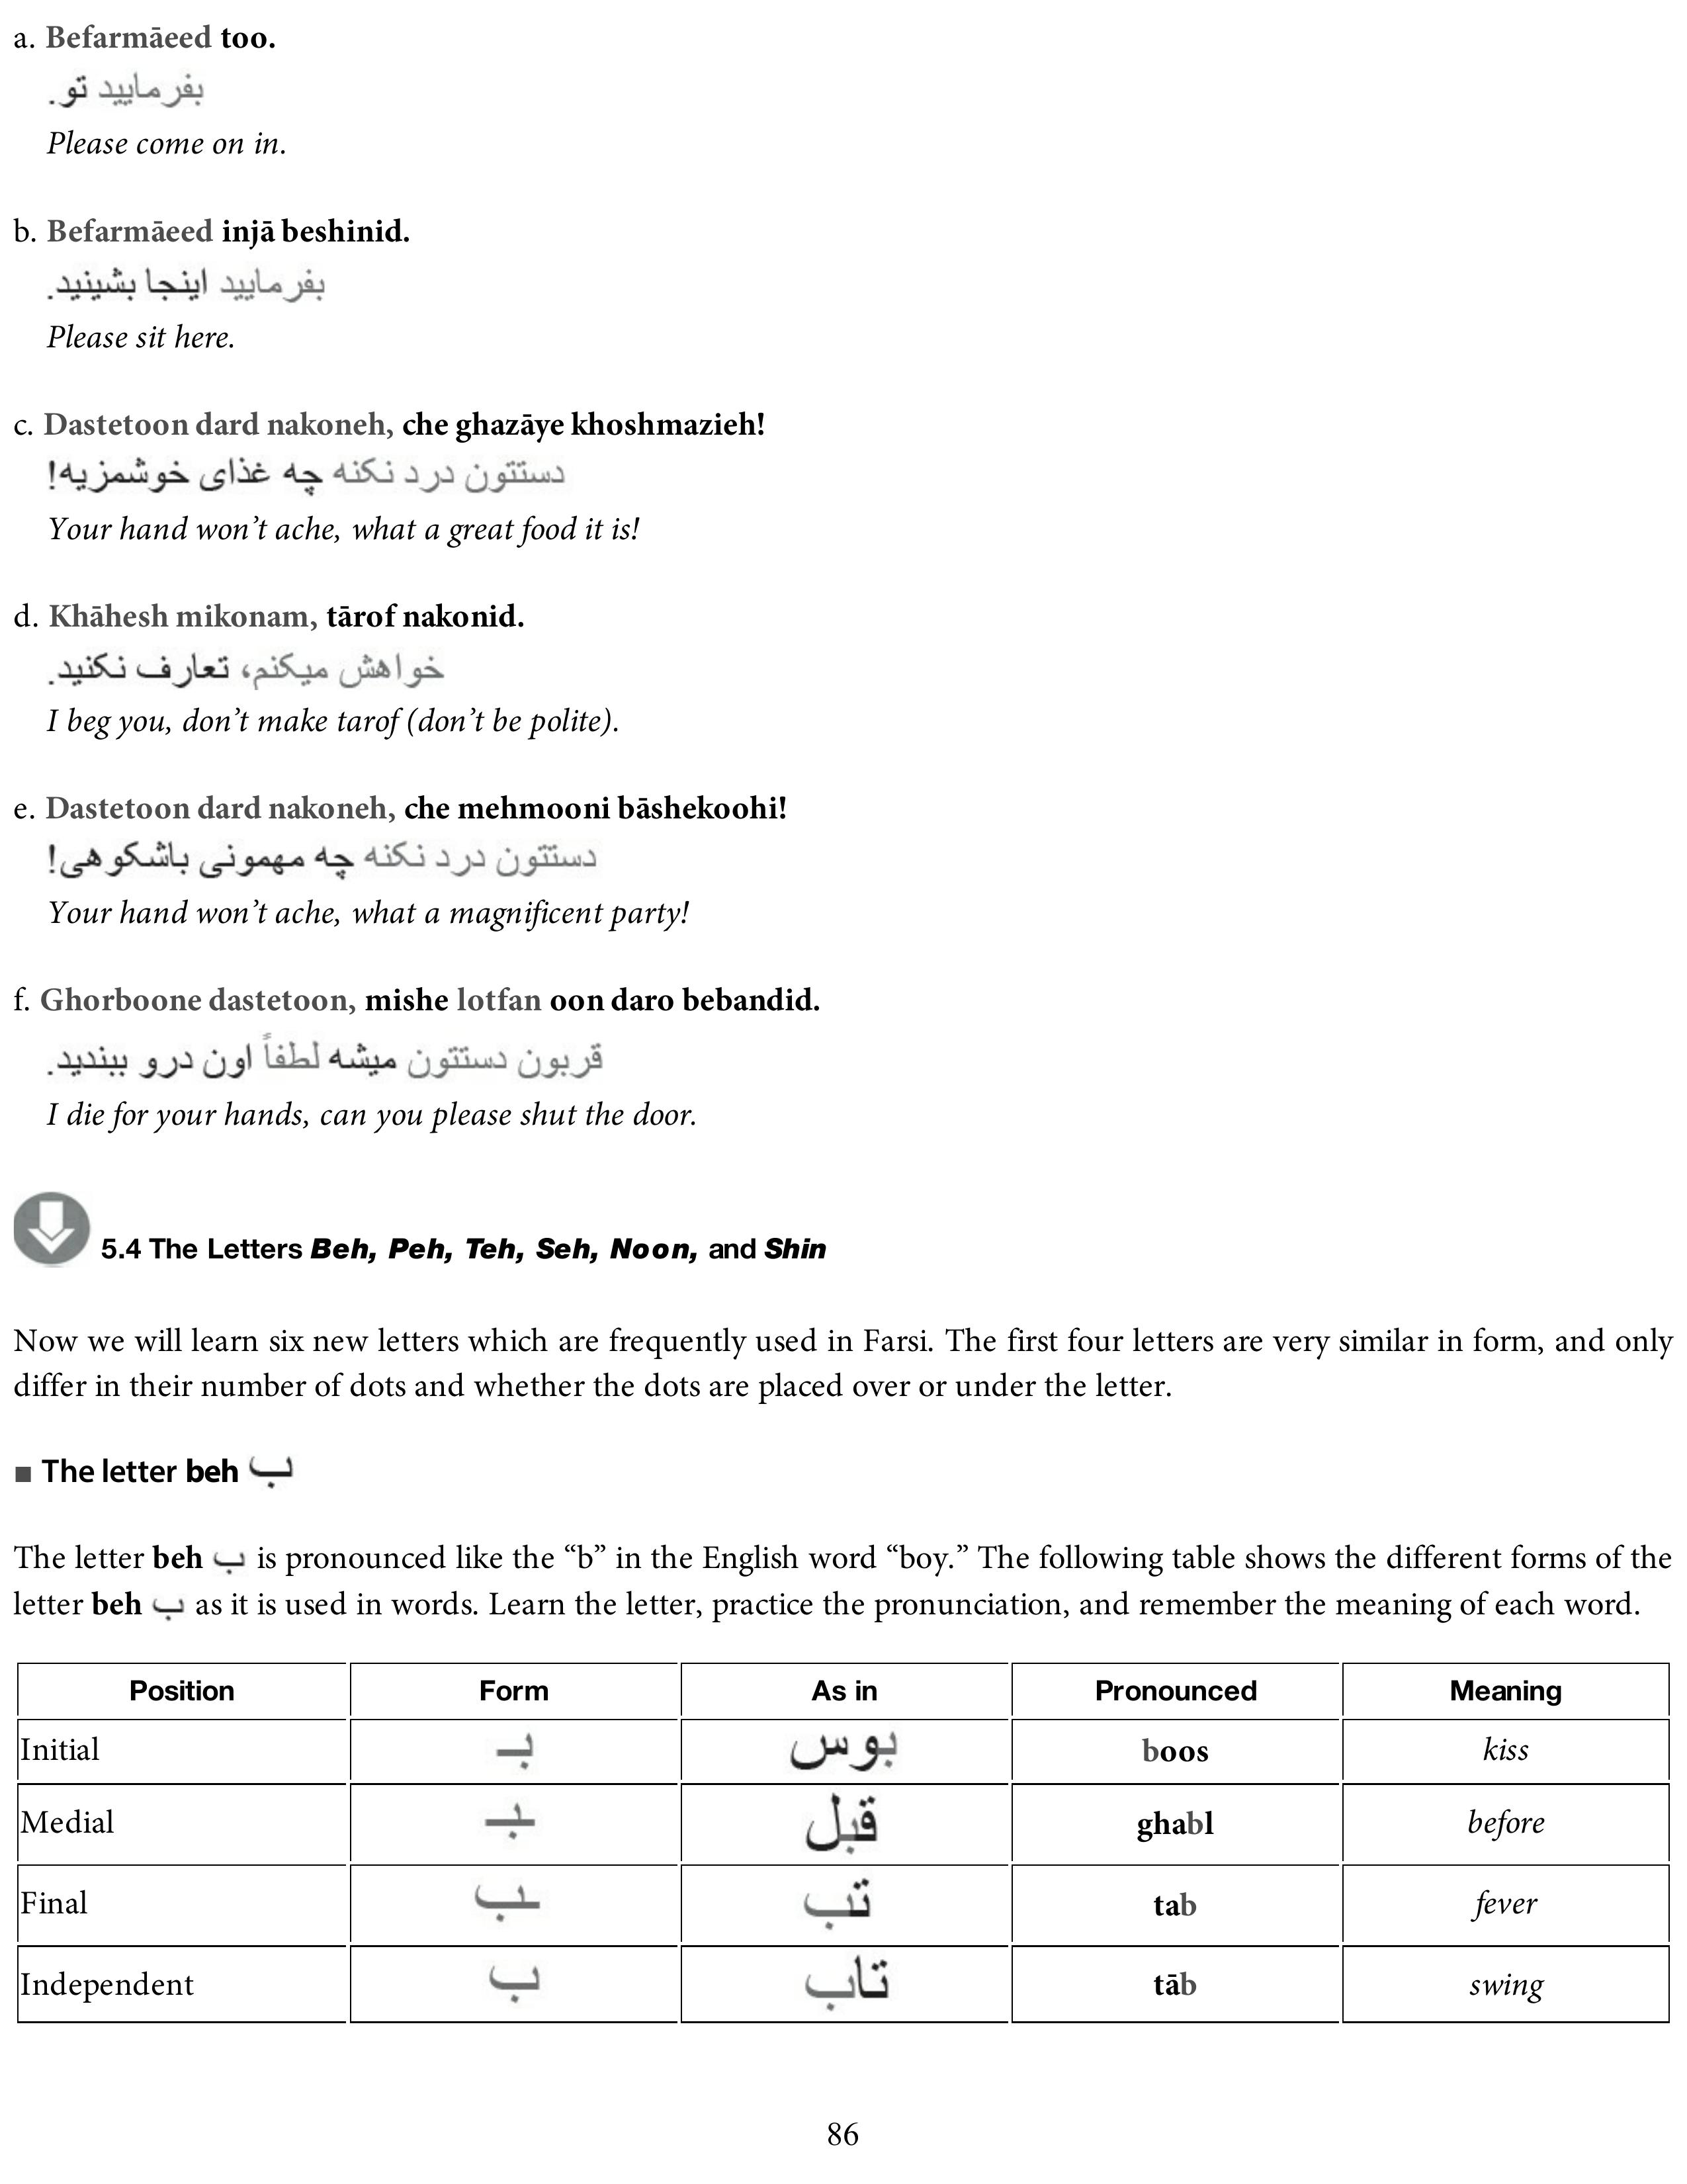 a. Befarmāeed too.
بفرمایید تو.
Please come on in.
b. Befarmāeed injā beshinid.
بفرمایید اینجا بشینید.
Please sit here.
c. Dastetoon dard nakoneh, che ghazāye khoshmazieh!
دستتون درد نکنه چه غذای خوشمزیه!
Your hand won’t ache, what a great food it is!
d. Khāhesh mikonam, tārof nakonid.
خواهش میکنم، تعارف نکنید.
I beg you, don’t make tarof (don’t be polite).
e. Dastetoon dard nakoneh, che mehmooni bāshekoohi!
دستتون درد نکنه چه مهمونی باشکوهی!
Your hand won’t ache, what a magnificent party!
f. Ghorboone dastetoon, mishe lotfan oon daro bebandid.
قربون دستتون میشه لطفاً اون درو ببندید.
I die for your hands, can you please shut the door.
5.4 The Letters Beh, Peh, Teh, Seh, Noon, and Shin
Now we will learn six new letters which are frequently used in Farsi. The first four letters are very similar in form, and only
differ in their number of dots and whether the dots are placed over or under the letter.
■ The letter beh ب
The letter beh ب is pronounced like the “b” in the English word “boy.” The following table shows the different forms of the
letter beh ب as it is used in words. Learn the letter, practice the pronunciation, and remember the meaning of each word.
Position Form As in Pronounced Meaning
Initial بـ بوس boos kiss
Medial ـبـ قبل ghabl before
Final ـب تب tab fever
Independent ب تاب tāb swing
86